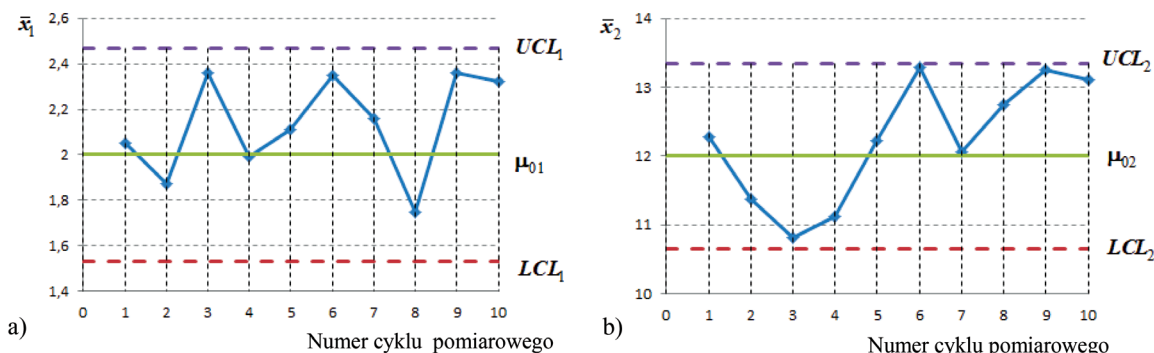 x̄₁
2,6
2,4
2,2
2
1,8
1,6
1,4
UCL₁
μ₀₁
LCL₁
0 1 2 3 4 5 6 7 8 9 10
a)
Numer cyklu pomiarowego
x̄₂
14
13
12
11
10
UCL₂
μ₀₂
LCL₂
0 1 2 3 4 5 6 7 8 9 10
b)
Numer cyklu pomiarowego